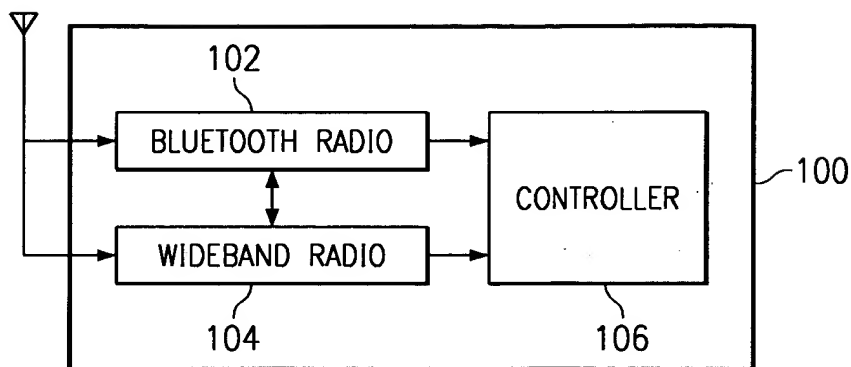 102
BLUETOOTH RADIO
CONTROLLER
100
WIDEBAND RADIO
104
106